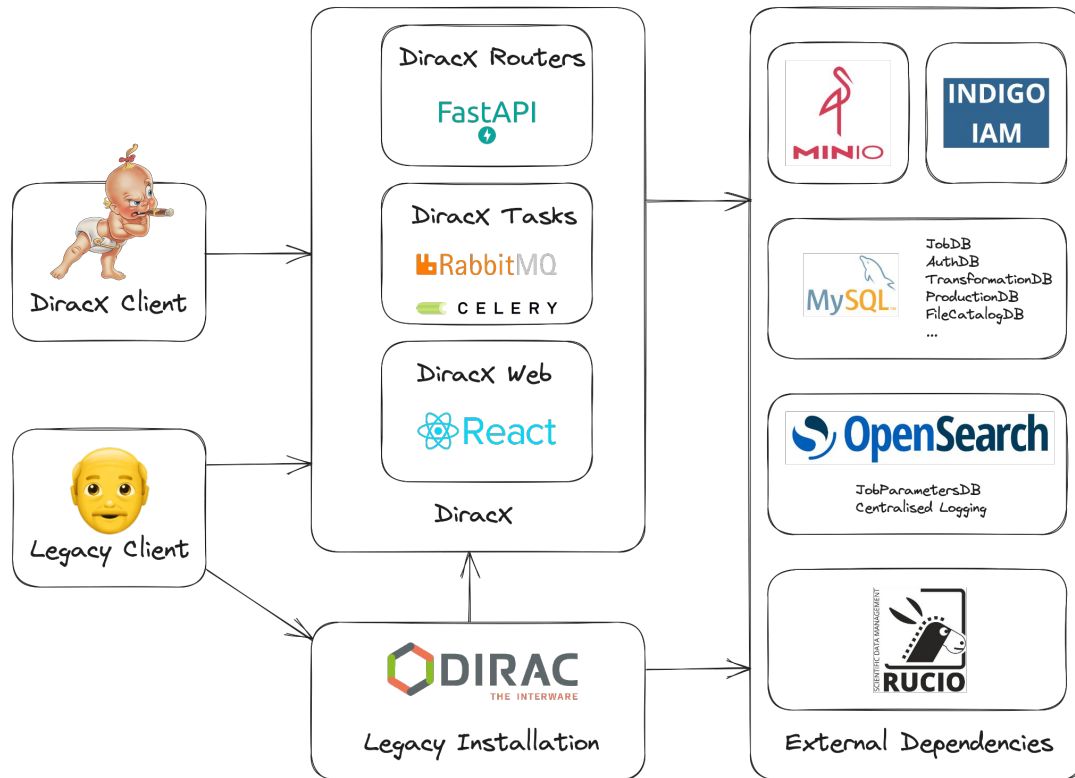 DiracX Client
Legacy Client
DiracX Routers
FastAPI
DiracX Tasks
RabbitMQ
CELERY
DiracX Web
React
DiracX
DIRAC
THE INTERWARE
Legacy Installation
MINIO
INDIGO
IAM
MySQL
JobDB
AuthDB
TransformationDB
ProductionDB
FileCatalogDB
...
OpenSearch
JobParametersDB
Centralised Logging
SCIENTIFIC DATA MANAGEMENT
RUCIO
External Dependencies